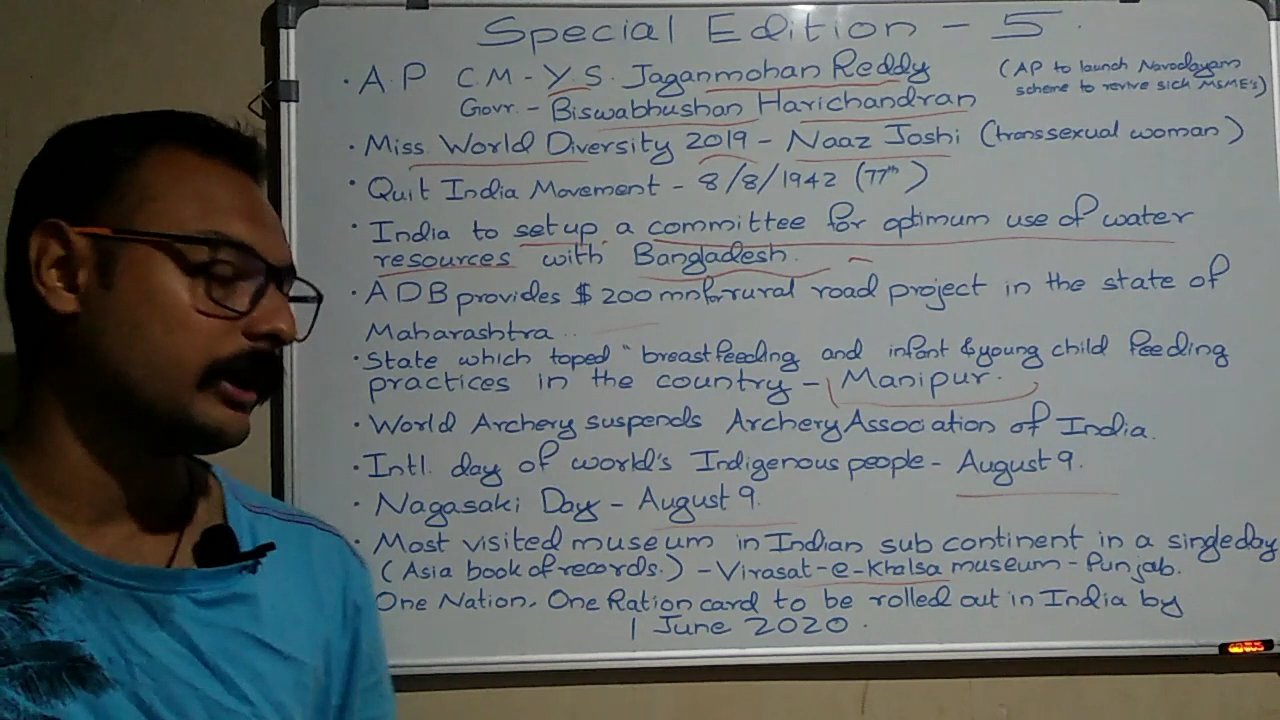 Special Edition - 5.
· A.P C.M - Y.S. Jaganmohan Reddy
(AP to launch Navodayam
scheme to revive sick MSME's)
Govr. - Biswabhushan Harichandran
· Miss World Diversity 2019 - Naaz Joshi (transsexual woman)
· Quit India Movement - 8/8/1942 (77th)
· India to set up a committee for optimum use of water
resources with Bangladesh.
· ADB provides $ 200 mn for rural road project in the state of
Maharashtra..
· State which toped " breastfeeding and infant & young child feeding
practices in the country - Manipur.
· World Archery suspends Archery Association of India.
· Intl. day of world's Indigenous people - August 9.
· Nagasaki Day - August 9.
· Most visited museum in Indian sub continent in a single day
(Asia book of records.) - Virasat-e-Khalsa museum - Punjab.
One Nation, One Ration card to be rolled out in India by
1 June 2020.